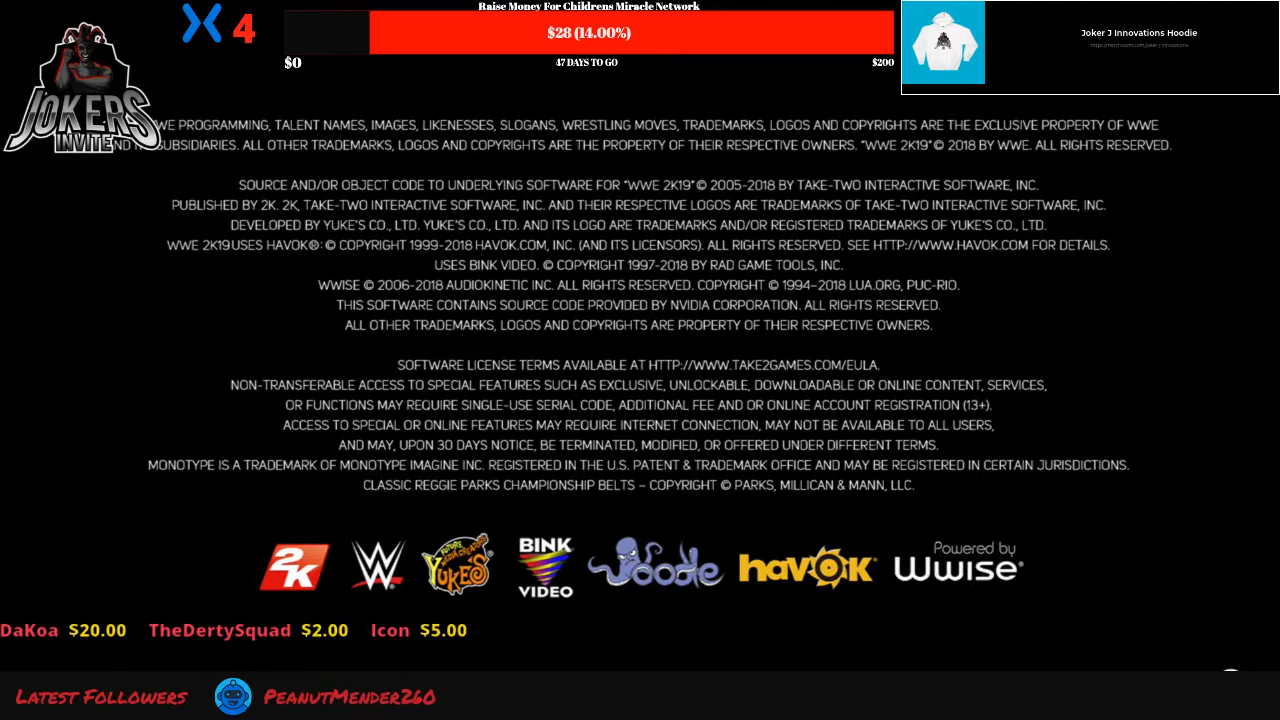 Raise Money For Childrens Miracle Network
4
$28 (14.00%)
$0
47 DAYS TO GO
$200
Joker J Innovations Hoodie
JOKERS
INVITE
WE PROGRAMMING, TALENT NAMES, IMAGES, LIKENESSES, SLOGANS, WRESTLING MOVES, TRADEMARKS, LOGOS AND COPYRIGHTS ARE THE EXCLUSIVE PROPERTY OF WWE
SUBSIDIARIES. ALL OTHER TRADEMARKS, LOGOS AND COPYRIGHTS ARE THE PROPERTY OF THEIR RESPECTIVE OWNERS. "WWE 2K19" © 2018 BY WWE. ALL RIGHTS RESERVED.
SOURCE AND/OR OBJECT CODE TO UNDERLYING SOFTWARE FOR "WWE 2K19" © 2005-2018 BY TAKE-TWO INTERACTIVE SOFTWARE, INC.
PUBLISHED BY 2K. 2K, TAKE-TWO INTERACTIVE SOFTWARE, INC. AND THEIR RESPECTIVE LOGOS ARE TRADEMARKS OF TAKE-TWO INTERACTIVE SOFTWARE, INC.
DEVELOPED BY YUKE'S CO., LTD. YUKE'S CO., LTD. AND ITS LOGO ARE TRADEMARKS AND/OR REGISTERED TRADEMARKS OF YUKE'S CO., LTD.
WWE 2K19 USES HAVOK®: © COPYRIGHT 1999-2018 HAVOK.COM, INC. (AND ITS LICENSORS). ALL RIGHTS RESERVED. SEE HTTP://WWW.HAVOK.COM FOR DETAILS.
USES BINK VIDEO. © COPYRIGHT 1997-2018 BY RAD GAME TOOLS, INC.
WWISE © 2006-2018 AUDIOKINETIC INC. ALL RIGHTS RESERVED. COPYRIGHT © 1994–2018 LUA.ORG, PUC-RIO.
THIS SOFTWARE CONTAINS SOURCE CODE PROVIDED BY NVIDIA CORPORATION. ALL RIGHTS RESERVED.
ALL OTHER TRADEMARKS, LOGOS AND COPYRIGHTS ARE PROPERTY OF THEIR RESPECTIVE OWNERS.
SOFTWARE LICENSE TERMS AVAILABLE AT HTTP://WWW.TAKE2GAMES.COM/EULA.
NON-TRANSFERABLE ACCESS TO SPECIAL FEATURES SUCH AS EXCLUSIVE, UNLOCKABLE, DOWNLOADABLE OR ONLINE CONTENT, SERVICES,
OR FUNCTIONS MAY REQUIRE SINGLE-USE SERIAL CODE, ADDITIONAL FEE AND OR ONLINE ACCOUNT REGISTRATION (13+).
ACCESS TO SPECIAL OR ONLINE FEATURES MAY REQUIRE INTERNET CONNECTION, MAY NOT BE AVAILABLE TO ALL USERS,
AND MAY, UPON 30 DAYS NOTICE, BE TERMINATED, MODIFIED, OR OFFERED UNDER DIFFERENT TERMS.
MONOTYPE IS A TRADEMARK OF MONOTYPE IMAGINE INC. REGISTERED IN THE U.S. PATENT & TRADEMARK OFFICE AND MAY BE REGISTERED IN CERTAIN JURISDICTIONS.
CLASSIC REGGIE PARKS CHAMPIONSHIP BELTS – COPYRIGHT © PARKS, MILLICAN & MANN, LLC.
2K W FUTURE MEDIA CREATOR YUKE'S® BINK VIDEO Oodle havok® Powered by Wwise®
DaKoa $20.00 TheDertySquad $2.00 Icon $5.00
Latest Followers PeanutMender260